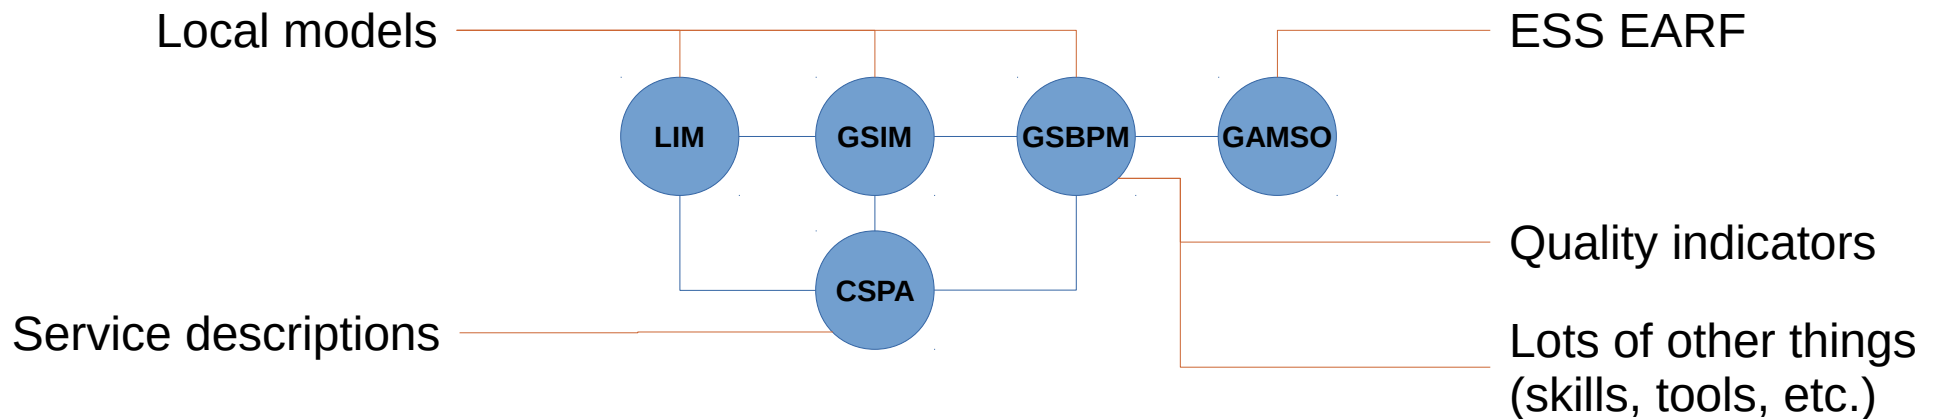 Local models
ESS EARF
LIM
GSIM
GSBPM
GAMSO
Quality indicators
CSPA
Service descriptions
Lots of other things
(skills, tools, etc.)